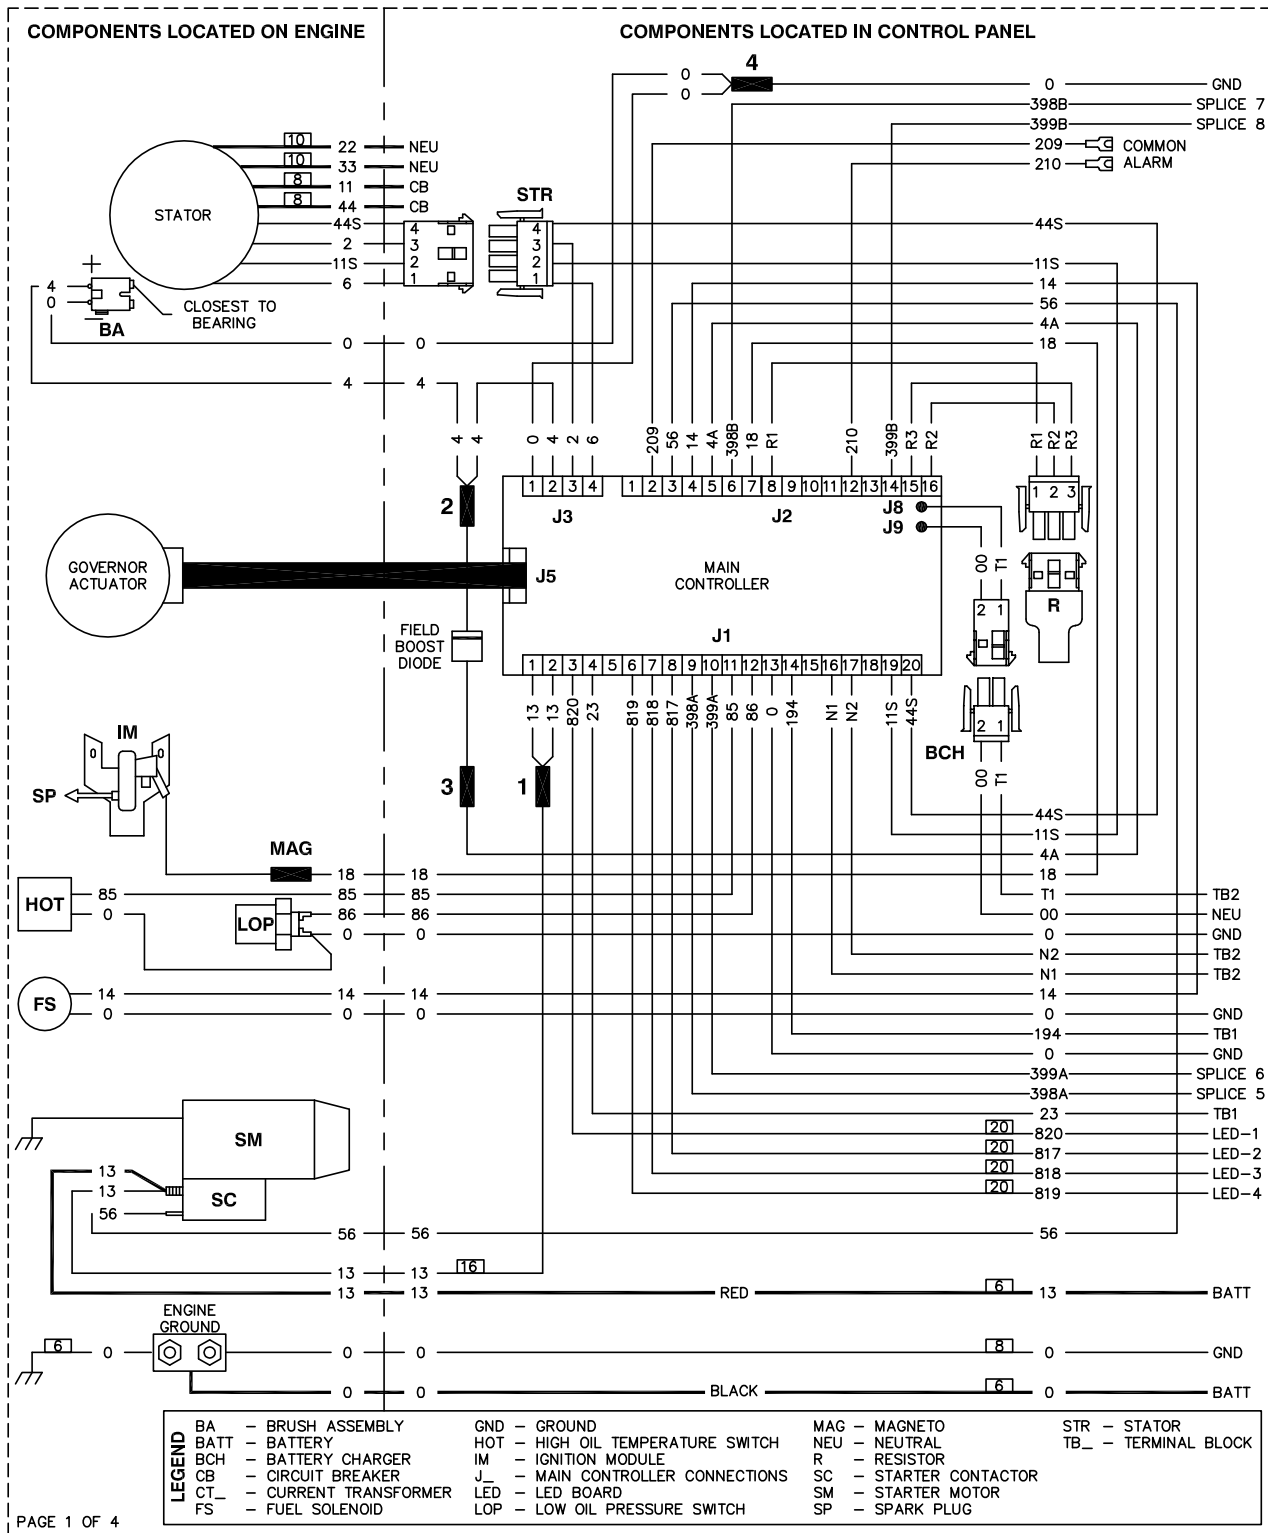 COMPONENTS LOCATED ON ENGINE
COMPONENTS LOCATED IN CONTROL PANEL
4
0
0
0
GND
398B
SPLICE 7
399B
SPLICE 8
209
COMMON
210
ALARM
10
22
NEU
10
33
NEU
8
11
CB
8
44
CB
STATOR
STR
44S
4
4
44S
2
3
3
11S
2
2
11S
6
1
1
14
56
4A
18
+
4
0
−
BA
CLOSEST TO
BEARING
0
0
4
4
4
4
0
4
2
6
209
56
14
4A
398B
18
R1
210
399B
R3
R2
R1
R2
R3
1 2 3 4
1 2 3 4 5 6 7 8 9 10 11 12 13 14 15 16
1 2 3
2
J3
J2
J8
J9
GOVERNOR
ACTUATOR
J5
MAIN
CONTROLLER
00
T1
R
2 1
FIELD
BOOST
DIODE
J1
1 2 3 4 5 6 7 8 9 10 11 12 13 14 15 16 17 18 19 20
13
13
820
23
819
818
817
398A
399A
85
86
0
194
N1
N2
11S
44S
2 1
BCH
00
T1
IM
SP
3
1
44S
11S
4A
MAG
18
18
18
HOT
85
85
85
T1
TB2
0
LOP
86
86
00
NEU
0
0
0
GND
N2
TB2
N1
TB2
FS
14
14
14
14
0
0
0
0
GND
194
TB1
0
GND
399A
SPLICE 6
398A
SPLICE 5
23
TB1
20
820
LED-1
20
817
LED-2
20
818
LED-3
20
819
LED-4
SM
13
13
SC
56
56
56
56
13
13
16
13
13
RED
6
13
BATT
ENGINE
GROUND
6
0
0
0
8
0
GND
0
0
BLACK
6
0
BATT
LEGEND
BA – BRUSH ASSEMBLY
BATT – BATTERY
BCH – BATTERY CHARGER
CB – CIRCUIT BREAKER
CT_ – CURRENT TRANSFORMER
FS – FUEL SOLENOID
GND – GROUND
HOT – HIGH OIL TEMPERATURE SWITCH
IM – IGNITION MODULE
J_ – MAIN CONTROLLER CONNECTIONS
LED – LED BOARD
LOP – LOW OIL PRESSURE SWITCH
MAG – MAGNETO
NEU – NEUTRAL
R – RESISTOR
SC – STARTER CONTACTOR
SM – STARTER MOTOR
SP – SPARK PLUG
STR – STATOR
TB_ – TERMINAL BLOCK
PAGE 1 OF 4